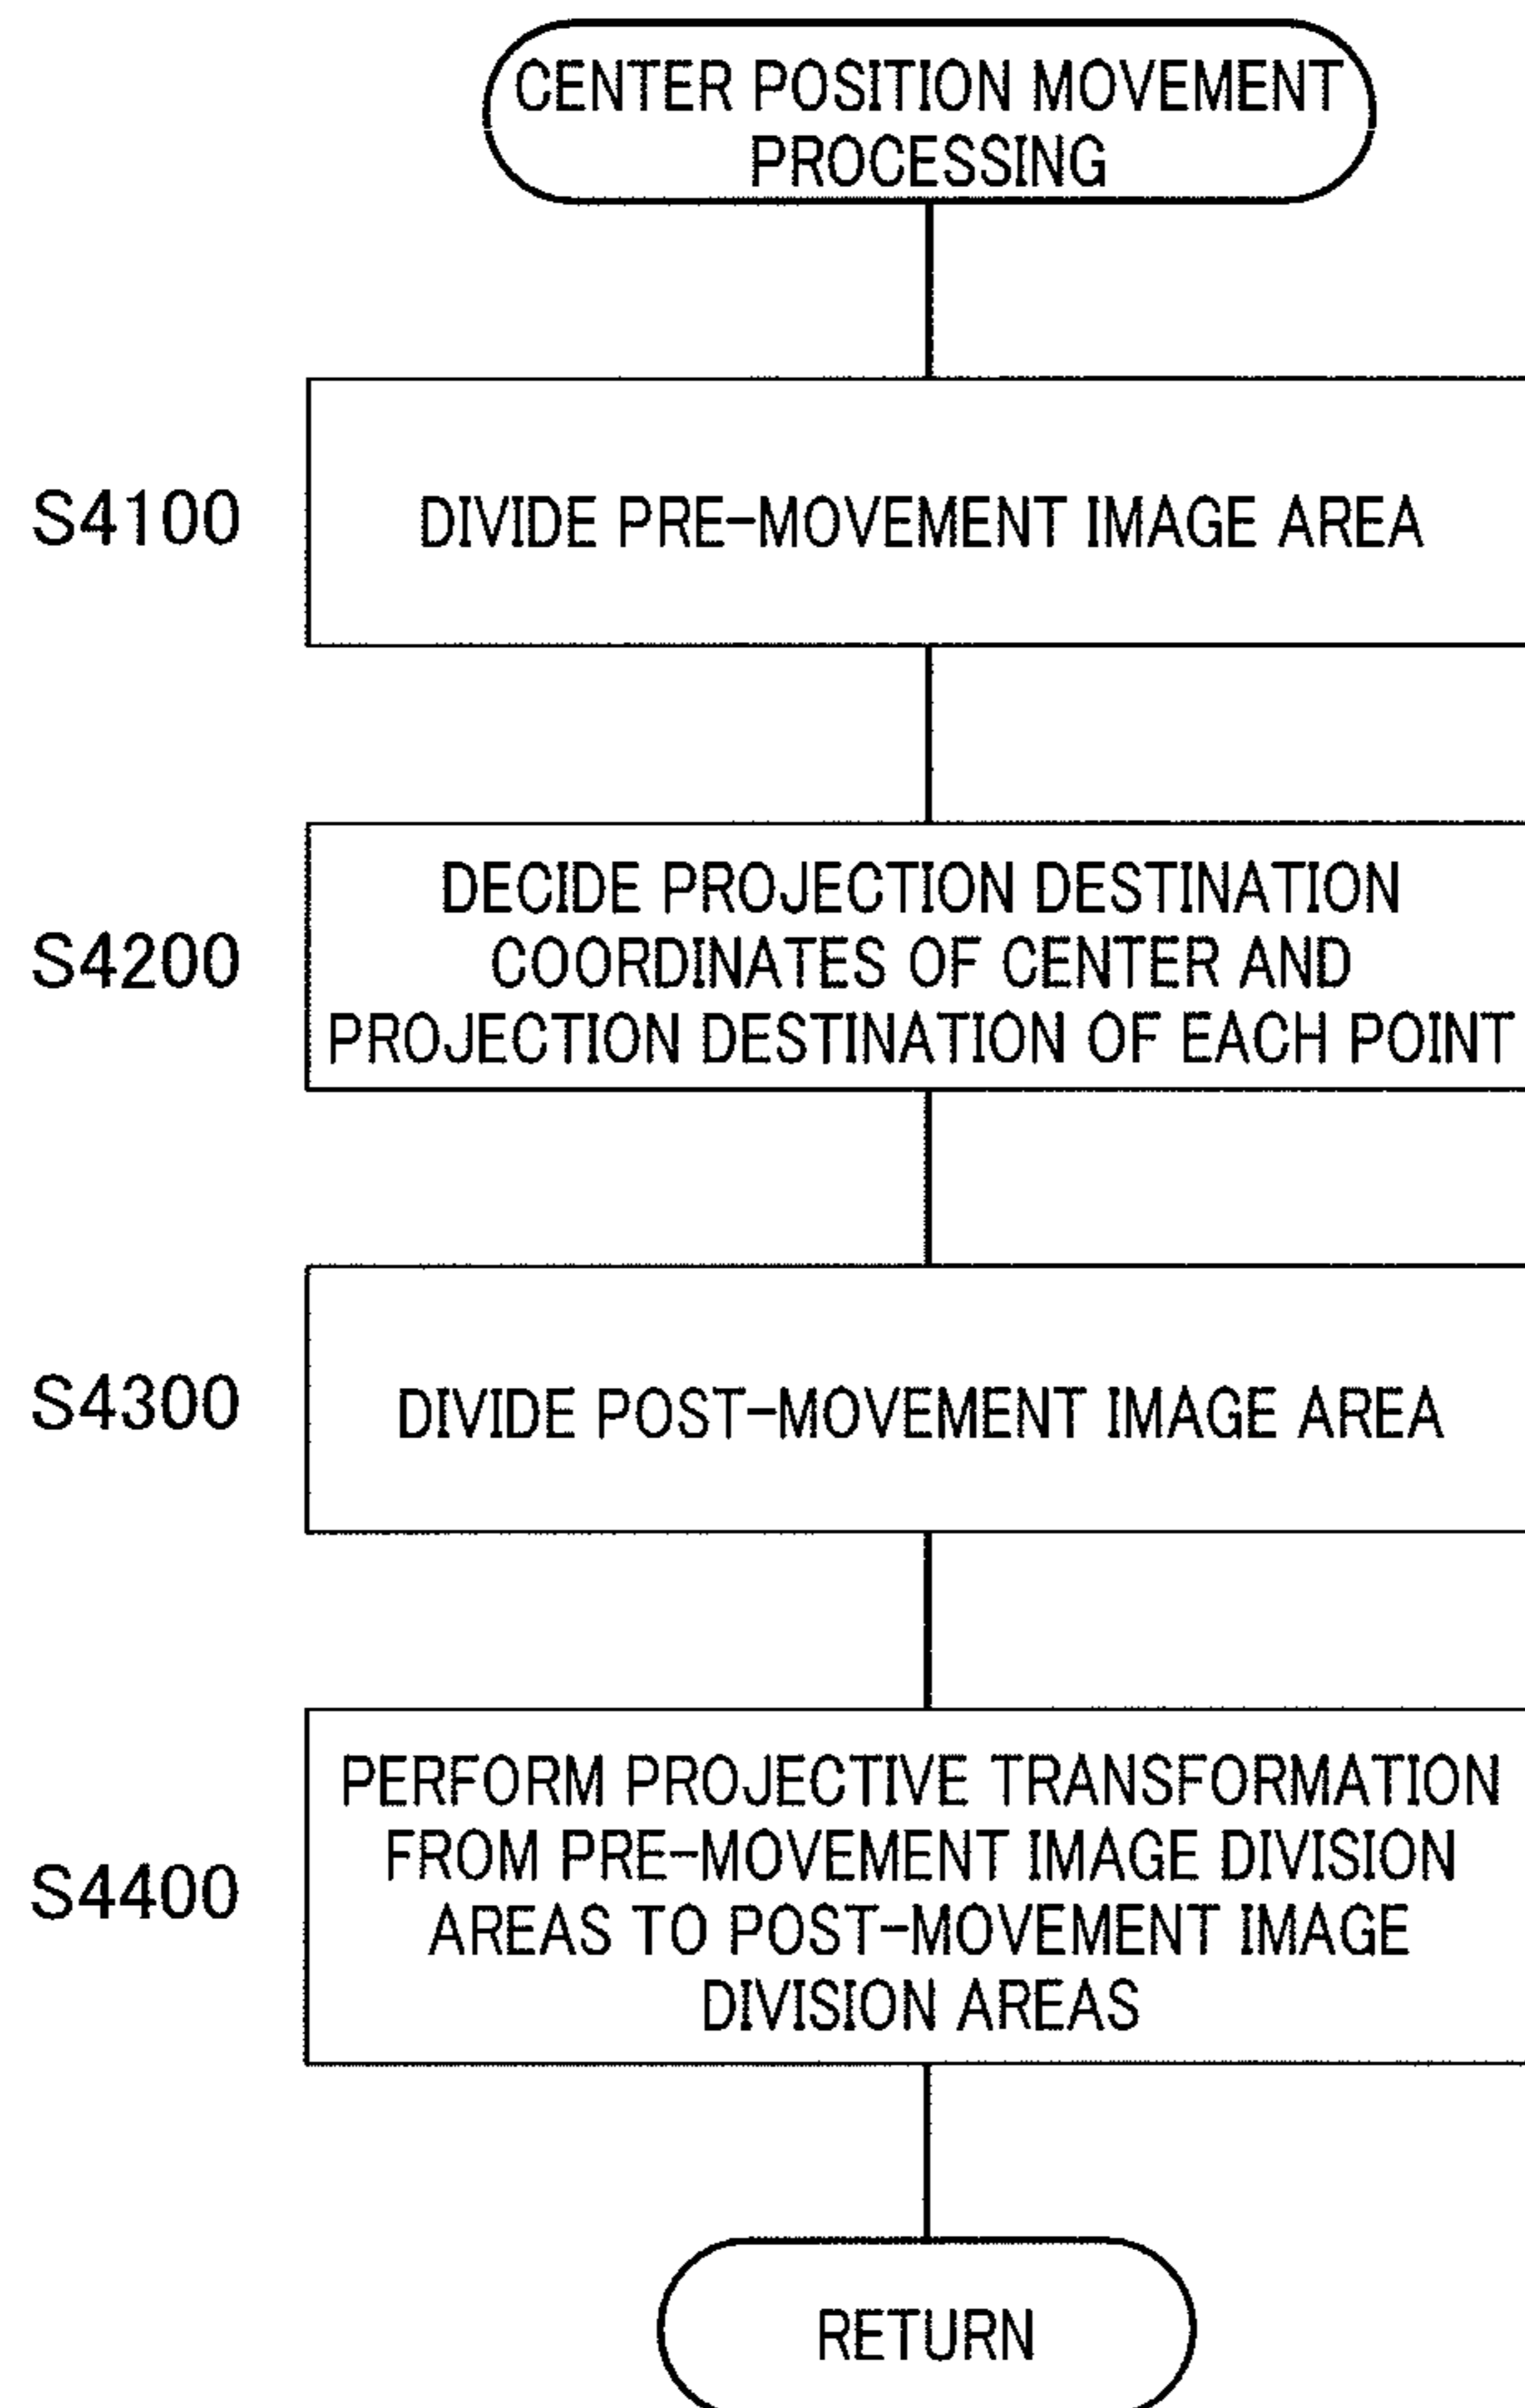 CENTER POSITION MOVEMENT
PROCESSING
S4100
DIVIDE PRE-MOVEMENT IMAGE AREA
S4200
DECIDE PROJECTION DESTINATION
COORDINATES OF CENTER AND
PROJECTION DESTINATION OF EACH POINT
S4300
DIVIDE POST-MOVEMENT IMAGE AREA
S4400
PERFORM PROJECTIVE TRANSFORMATION
FROM PRE-MOVEMENT IMAGE DIVISION
AREAS TO POST-MOVEMENT IMAGE
DIVISION AREAS
RETURN